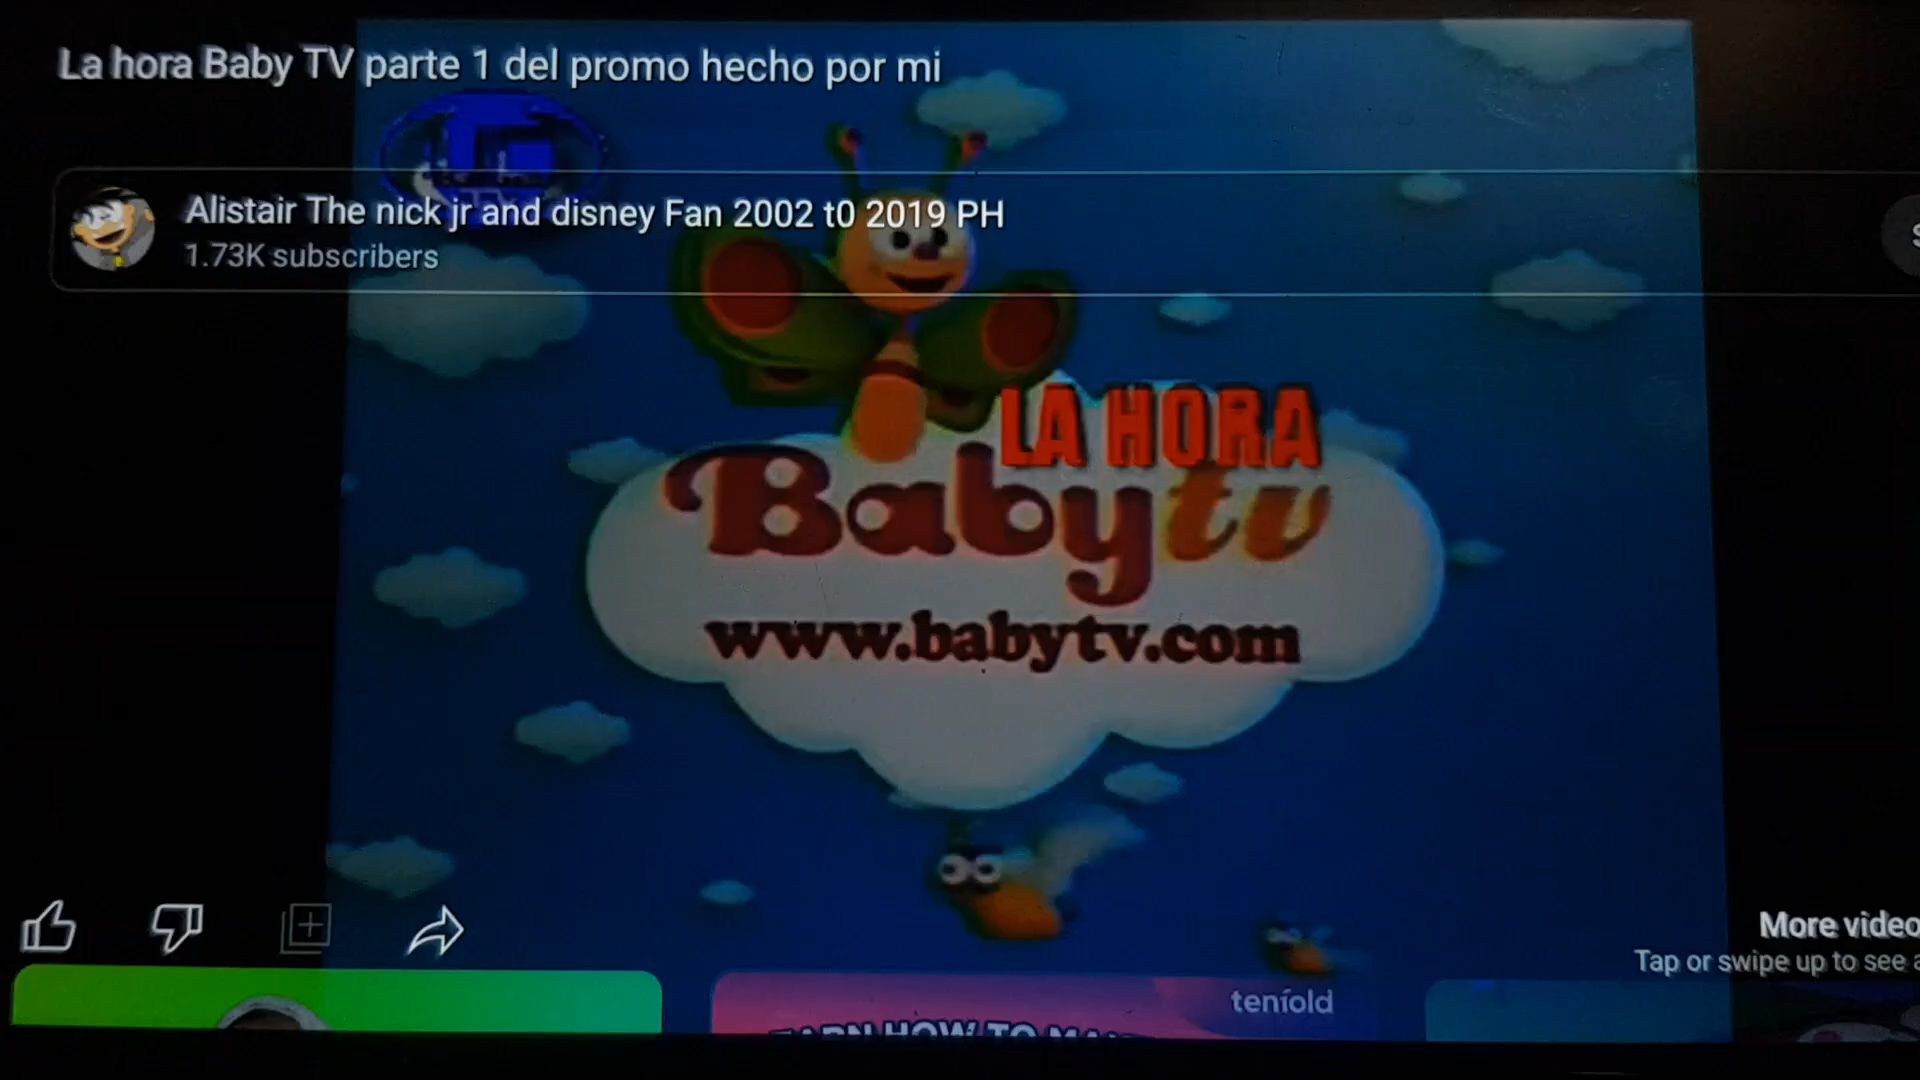 La hora Baby TV parte 1 del promo hecho por mi
Alistair The nick jr and disney Fan 2002 t0 2019 PH
1.73K subscribers
LA HORA
Babytv
www.babytv.com
More video
Tap or swipe up to see a
teníold
HOW TO